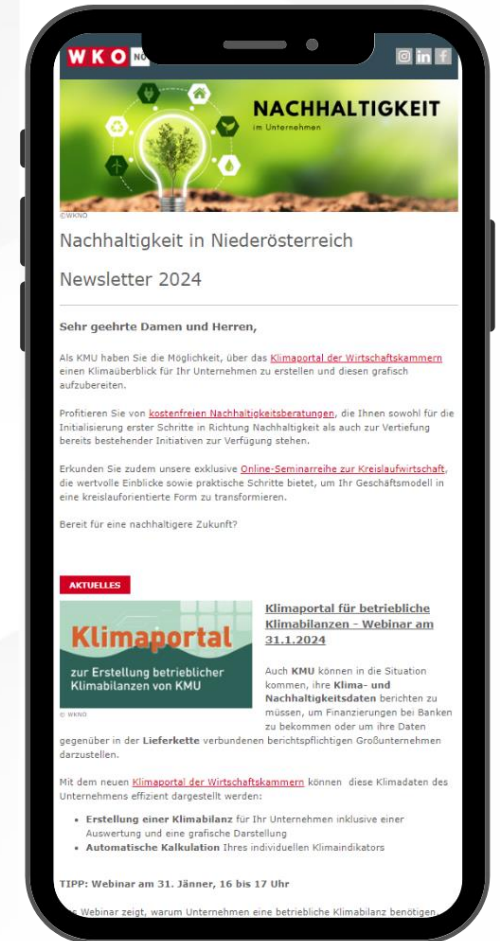 WKO NÖ
NACHHALTIGKEIT
im Unternehmen
©WKNÖ
Nachhaltigkeit in Niederösterreich
Newsletter 2024
Sehr geehrte Damen und Herren,
Als KMU haben Sie die Möglichkeit, über das Klimaportal der Wirtschaftskammern
einen Klimaüberblick für Ihr Unternehmen zu erstellen und diesen grafisch
aufzubereiten.
Profitieren Sie von kostenfreien Nachhaltigkeitsberatungen, die Ihnen sowohl für die
Initialisierung erster Schritte in Richtung Nachhaltigkeit als auch zur Vertiefung
bereits bestehender Initiativen zur Verfügung stehen.
Erkunden Sie zudem unsere exklusive Online-Seminarreihe zur Kreislaufwirtschaft,
die wertvolle Einblicke sowie praktische Schritte bietet, um Ihr Geschäftsmodell in
eine kreislauforientierte Form zu transformieren.
Bereit für eine nachhaltigere Zukunft?
AKTUELLES
Klimaportal
zur Erstellung betrieblicher
Klimabilanzen von KMU
© WKNÖ
Klimaportal für betriebliche
Klimabilanzen - Webinar am
31.1.2024
Auch KMU können in die Situation
kommen, ihre Klima- und
Nachhaltigkeitsdaten berichten zu
müssen, um Finanzierungen bei Banken
zu bekommen oder um ihre Daten
gegenüber in der Lieferkette verbundenen berichtspflichtigen Großunternehmen
darzustellen.
Mit dem neuen Klimaportal der Wirtschaftskammern können diese Klimadaten des
Unternehmens effizient dargestellt werden:
• Erstellung einer Klimabilanz für Ihr Unternehmen inklusive einer
Auswertung und eine grafische Darstellung
• Automatische Kalkulation Ihres individuellen Klimaindikators
TIPP: Webinar am 31. Jänner, 16 bis 17 Uhr
Webinar zeigt, warum Unternehmen eine betriebliche Klimabilanz benötigen